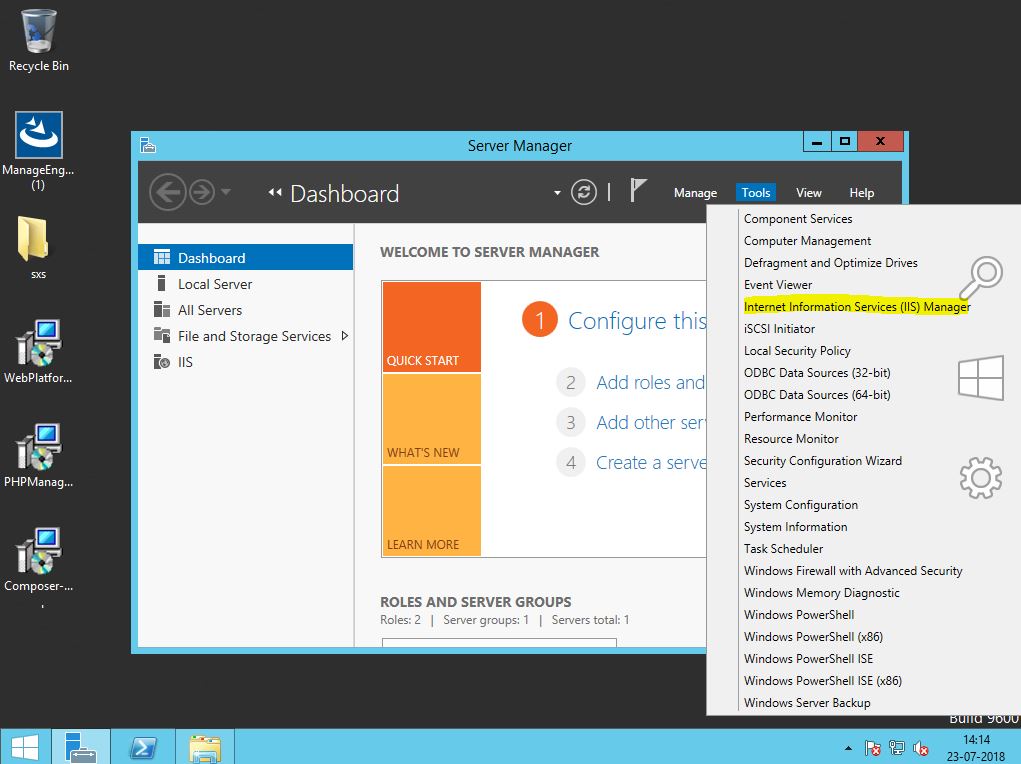 Recycle Bin
ManageEng...
(1)
sxs
WebPlatfor...
PHPManag...
Composer-...
Server Manager
Dashboard
Manage
Tools
View
Help
Dashboard
Local Server
All Servers
File and Storage Services
IIS
WELCOME TO SERVER MANAGER
QUICK START
WHAT'S NEW
LEARN MORE
1 Configure this
2 Add roles and
3 Add other ser
4 Create a serve
ROLES AND SERVER GROUPS
Roles: 2 | Server groups: 1 | Servers total: 1
Component Services
Computer Management
Defragment and Optimize Drives
Event Viewer
Internet Information Services (IIS) Manager
iSCSI Initiator
Local Security Policy
ODBC Data Sources (32-bit)
ODBC Data Sources (64-bit)
Performance Monitor
Resource Monitor
Security Configuration Wizard
Services
System Configuration
System Information
Task Scheduler
Windows Firewall with Advanced Security
Windows Memory Diagnostic
Windows PowerShell
Windows PowerShell (x86)
Windows PowerShell ISE
Windows PowerShell ISE (x86)
Windows Server Backup
Build 9600
14:14
23-07-2018